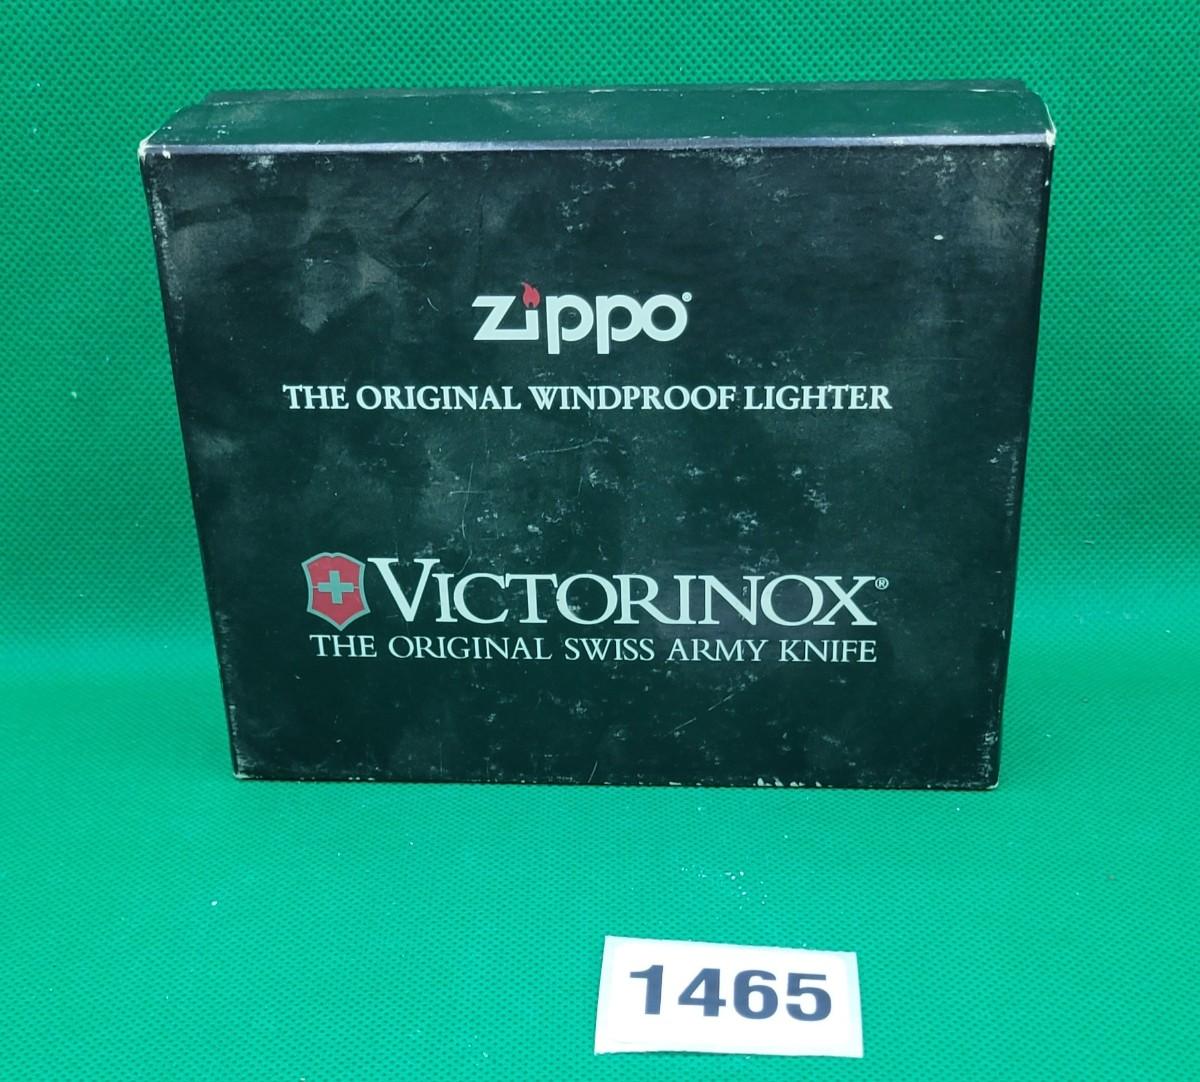 zippo®
THE ORIGINAL WINDPROOF LIGHTER
VICTORINOX®
THE ORIGINAL SWISS ARMY KNIFE
1465